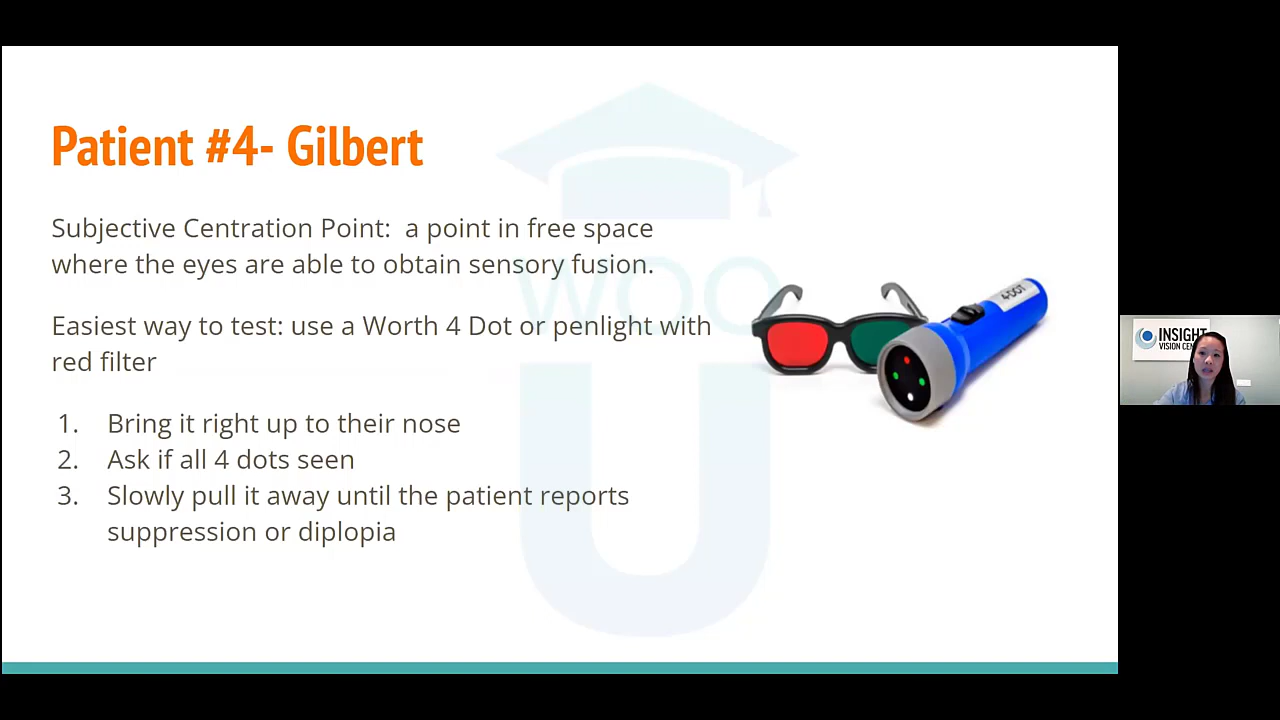 Patient #4- Gilbert
Subjective Centration Point: a point in free space
where the eyes are able to obtain sensory fusion.
Easiest way to test: use a Worth 4 Dot or penlight with
red filter
1. Bring it right up to their nose
2. Ask if all 4 dots seen
3. Slowly pull it away until the patient reports
suppression or diplopia
WOO
U
4-DOT
INSIGHT
VISION CEN